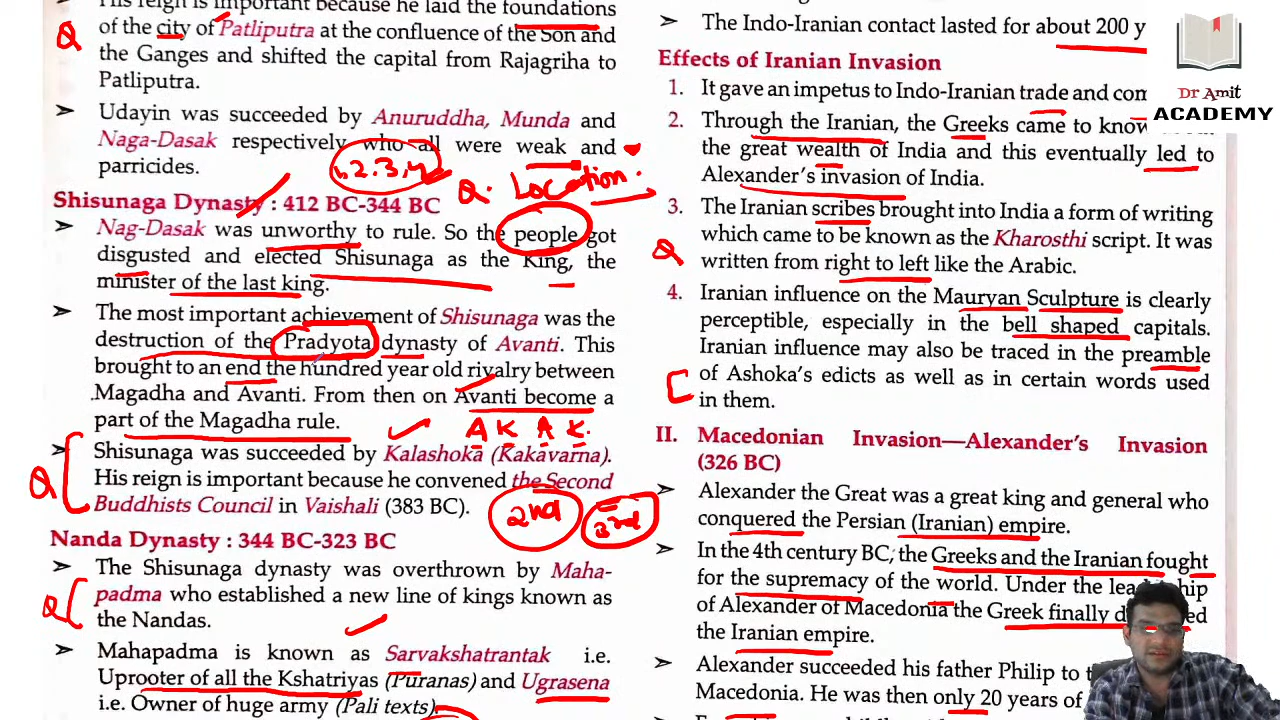 His reign is important because he laid the foundations
of the city of Patliputra at the confluence of the Son and
the Ganges and shifted the capital from Rajagriha to
Patliputra.
Q
➤ Udayin was succeeded by Anuruddha, Munda and
Naga-Dasak respectively who all were weak and
parricides.
1.2.3.4
Q. Location.
Shisunaga Dynasty : 412 BC-344 BC
➤ Nag-Dasak was unworthy to rule. So the people got
disgusted and elected Shisunaga as the King, the
minister of the last king.
➤ The most important achievement of Shisunaga was the
destruction of the Pradyota dynasty of Avanti. This
brought to an end the hundred year old rivalry between
Magadha and Avanti. From then on Avanti become a
part of the Magadha rule.
A K A K.
➤ Shisunaga was succeeded by Kalashoka (Kakavarna).
His reign is important because he convened the Second
Buddhists Council in Vaishali (383 BC).
Q
2nd 3rd
Nanda Dynasty : 344 BC-323 BC
➤ The Shisunaga dynasty was overthrown by Maha-
padma who established a new line of kings known as
the Nandas.
Q
➤ Mahapadma is known as Sarvakshatrantak i.e.
Uprooter of all the Kshatriyas (Puranas) and Ugrasena
i.e. Owner of huge army (Pali texts).
➤ The Indo-Iranian contact lasted for about 200 y
Effects of Iranian Invasion
1. It gave an impetus to Indo-Iranian trade and
2. Through the Iranian, the Greeks came to know
the great wealth of India and this eventually led to
Alexander's invasion of India.
3. The Iranian scribes brought into India a form of writing
which came to be known as the Kharosthi script. It was
written from right to left like the Arabic.
Q
4. Iranian influence on the Mauryan Sculpture is clearly
perceptible, especially in the bell shaped capitals.
Iranian influence may also be traced in the preamble
of Ashoka's edicts as well as in certain words used
in them.
II. Macedonian Invasion—Alexander's Invasion
(326 BC)
➤ Alexander the Great was a great king and general who
conquered the Persian (Iranian) empire.
➤ In the 4th century BC, the Greeks and the Iranian fought
for the supremacy of the world. Under the
of Alexander of Macedonia the Greek finally
the Iranian empire.
➤ Alexander succeeded his father Philip to
Macedonia. He was then only 20 years of
Dr Amit
ACADEMY